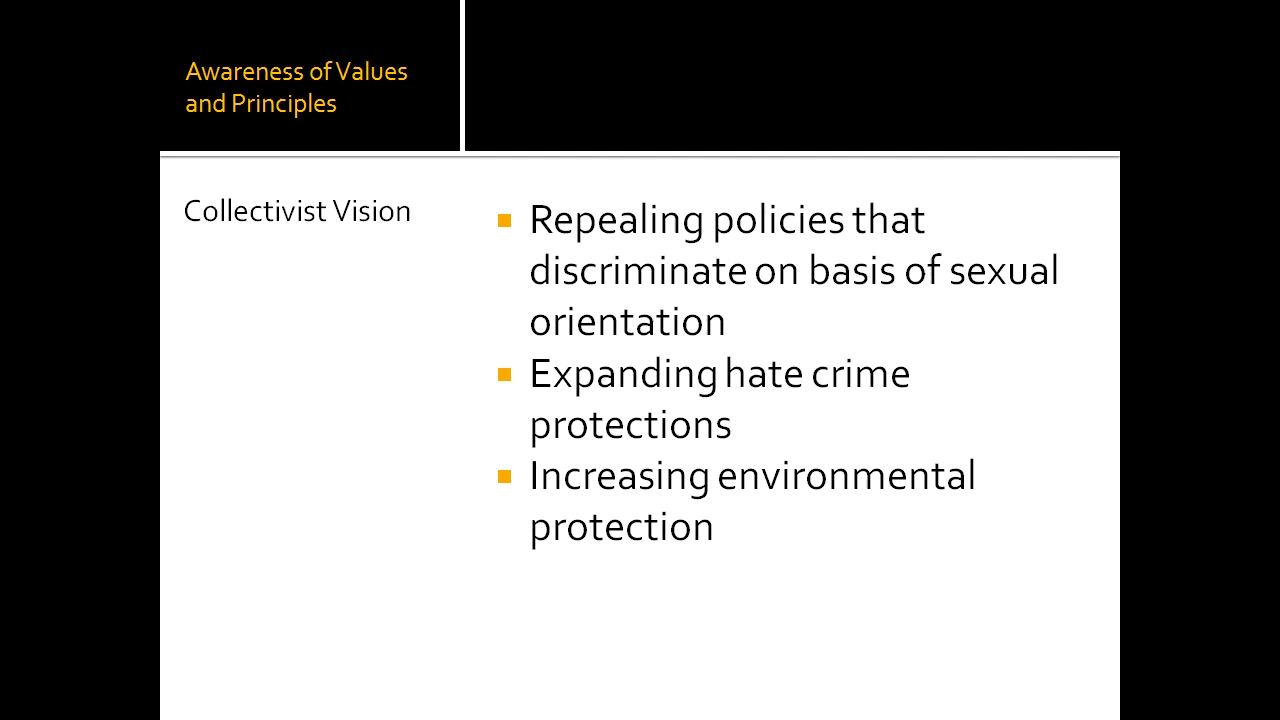 Awareness of Values
and Principles
Collectivist Vision
Repealing policies that
discriminate on basis of sexual
orientation
Expanding hate crime
protections
Increasing environmental
protection